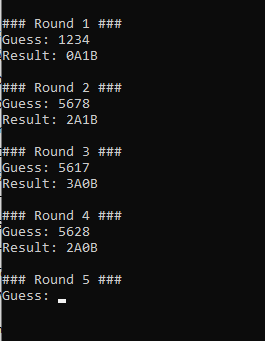 ### Round 1 ###
Guess: 1234
Result: 0A1B
### Round 2 ###
Guess: 5678
Result: 2A1B
### Round 3 ###
Guess: 5617
Result: 3A0B
### Round 4 ###
Guess: 5628
Result: 2A0B
### Round 5 ###
Guess: